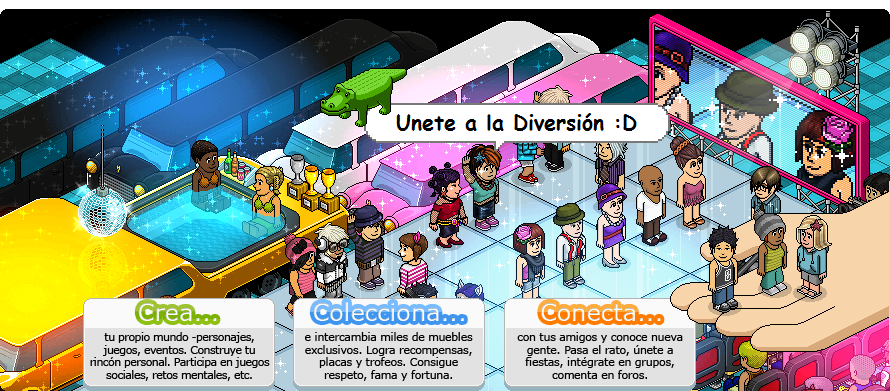 Unete a la Diversión :D
Crea...
tu propio mundo -personajes,
juegos, eventos. Construye tu
rincón personal. Participa en juegos
sociales, retos mentales, etc.
Colecciona...
e intercambia miles de muebles
exclusivos. Logra recompensas,
placas y trofeos. Consigue
respeto, fama y fortuna.
Conecta...
con tus amigos y conoce nueva
gente. Pasa el rato, únete a
fiestas, intégrate en grupos,
comenta en foros.